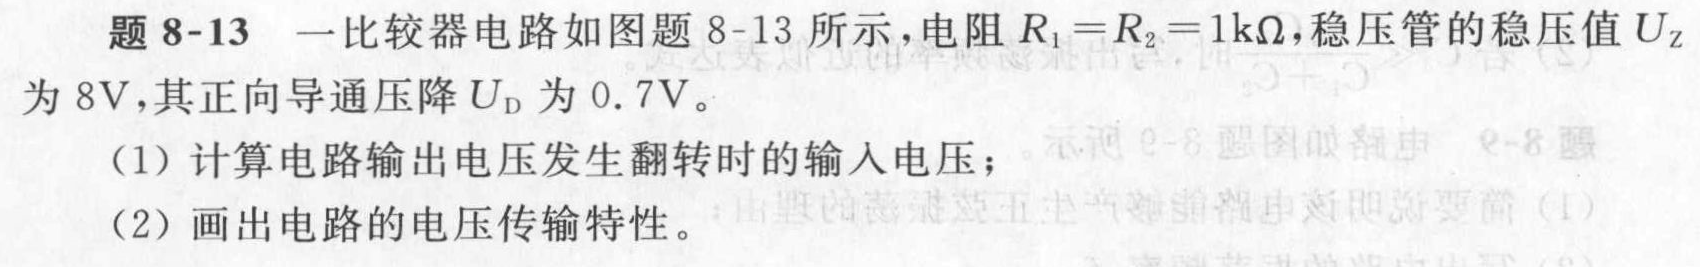 题 8-13 一比较器电路如图题 8-13 所示,电阻 R₁=R₂=1kΩ,稳压管的稳压值 U_Z
为 8V,其正向导通压降 U_D 为 0.7V。
(1) 计算电路输出电压发生翻转时的输入电压;
(2) 画出电路的电压传输特性。